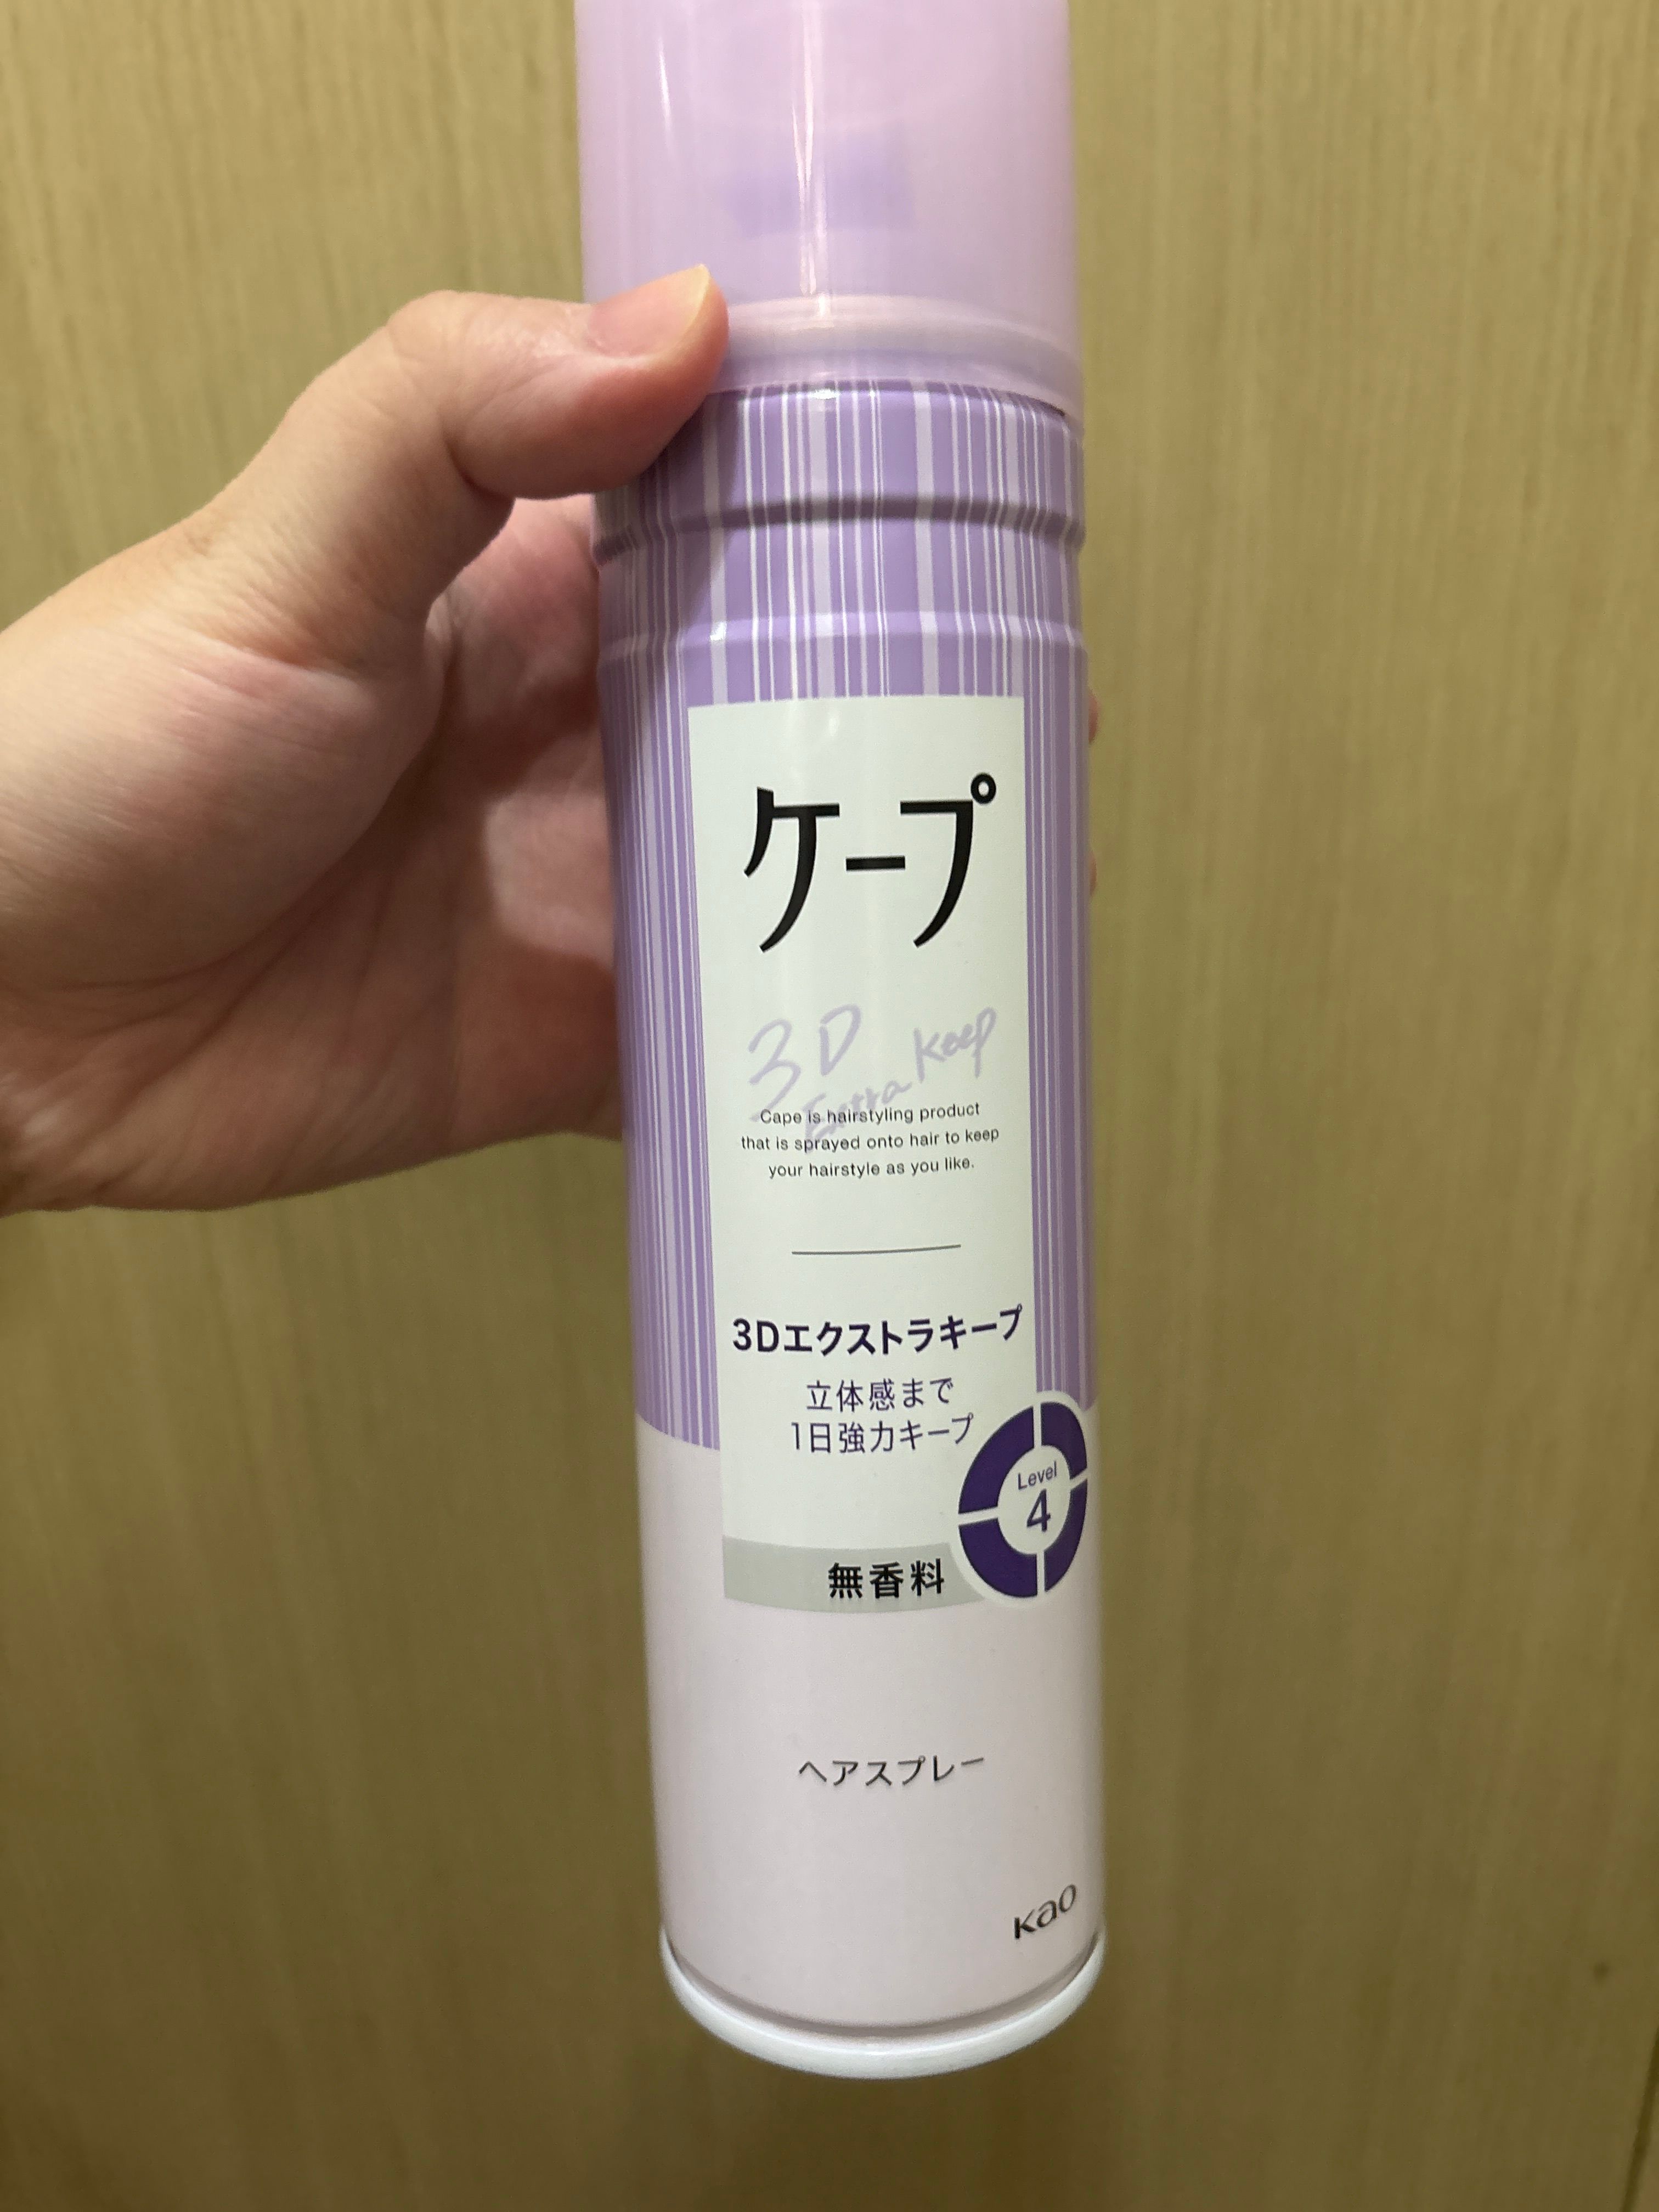 ケープ
3D
Extra Keep
Cape is hairstyling product
that is sprayed onto hair to keep
your hairstyle as you like.
3Dエクストラキープ
立体感まで
1日強力キープ
Level
4
無香料
ヘアスプレー
Kao